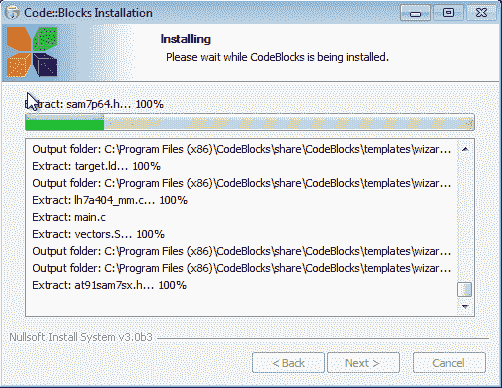 Code::Blocks Installation
Installing
Please wait while CodeBlocks is being installed.
Extract: sam7p64.h... 100%
Output folder: C:\Program Files (x86)\CodeBlocks\share\CodeBlocks\templates\wizar...
Extract: target.ld... 100%
Output folder: C:\Program Files (x86)\CodeBlocks\share\CodeBlocks\templates\wizar...
Extract: lh7a404_mm.c... 100%
Extract: main.c
Extract: vectors.S... 100%
Output folder: C:\Program Files (x86)\CodeBlocks\share\CodeBlocks\templates\wizar...
Output folder: C:\Program Files (x86)\CodeBlocks\share\CodeBlocks\templates\wizar...
Extract: at91sam7sx.h... 100%
Nullsoft Install System v3.0b3
< Back Next > Cancel